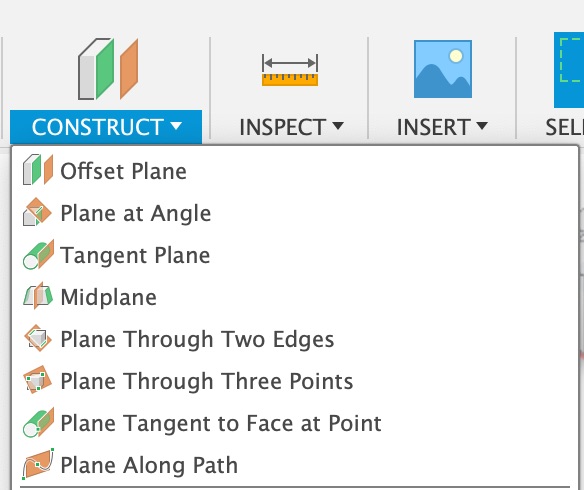 CONSTRUCT INSPECT INSERT
Offset Plane
Plane at Angle
Tangent Plane
Midplane
Plane Through Two Edges
Plane Through Three Points
Plane Tangent to Face at Point
Plane Along Path